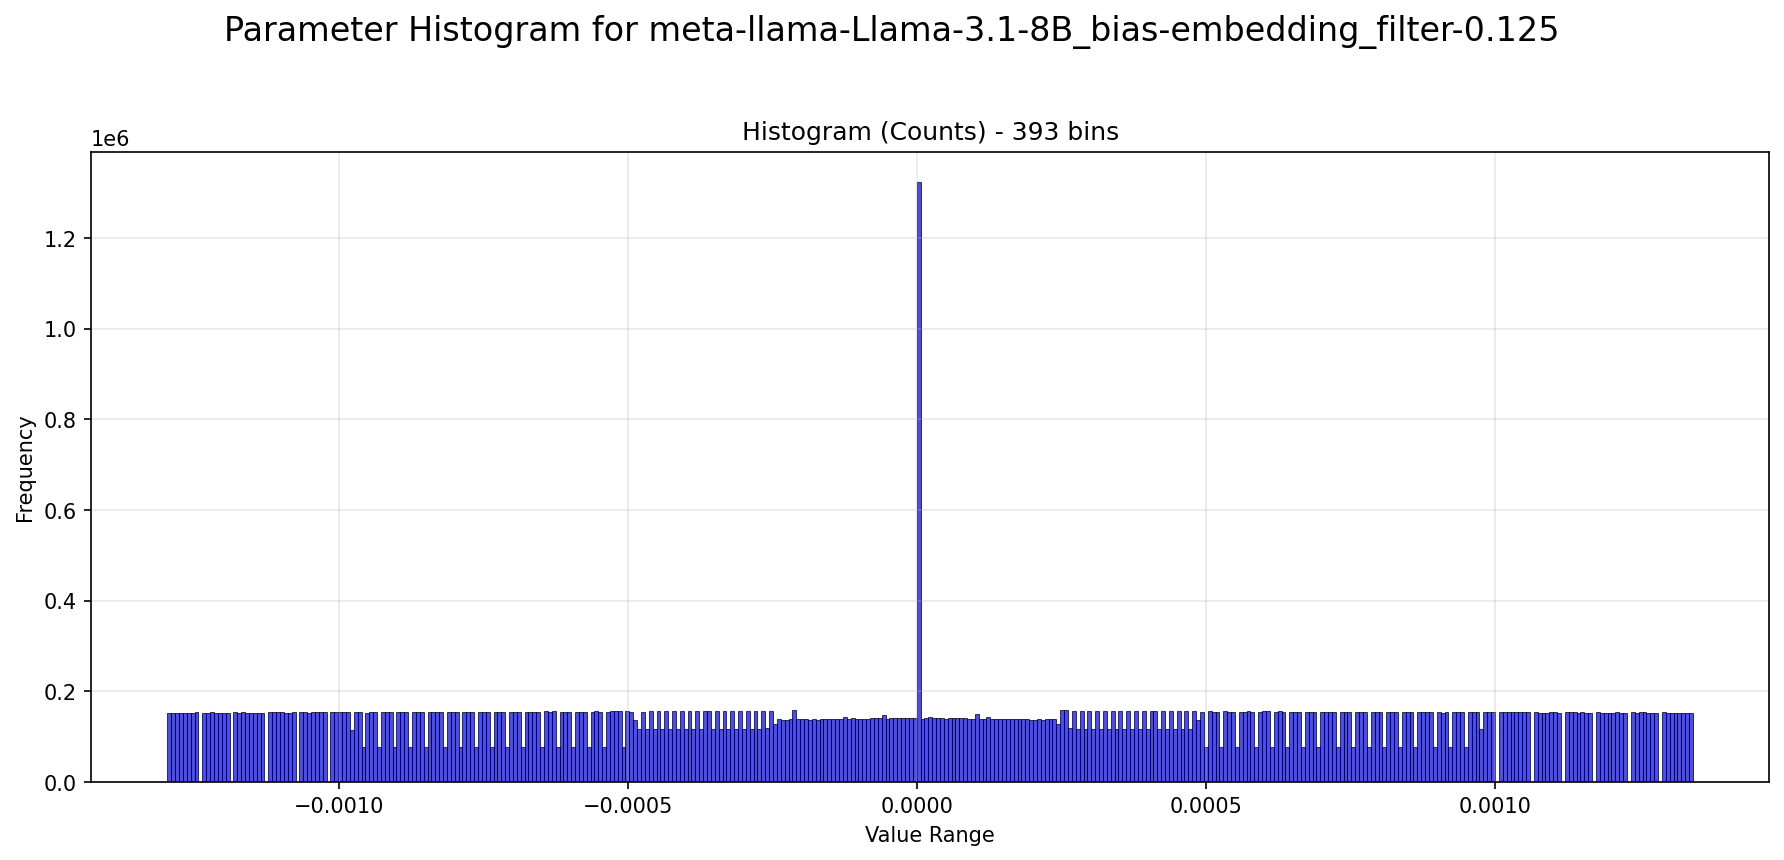 Parameter Histogram for meta-llama-Llama-3.1-8B_bias-embedding_filter-0.125
Histogram (Counts) - 393 bins
1e6
1.2
1.0
0.8
0.6
0.4
0.2
0.0
Frequency
−0.0010
−0.0005
0.0000
0.0005
0.0010
Value Range